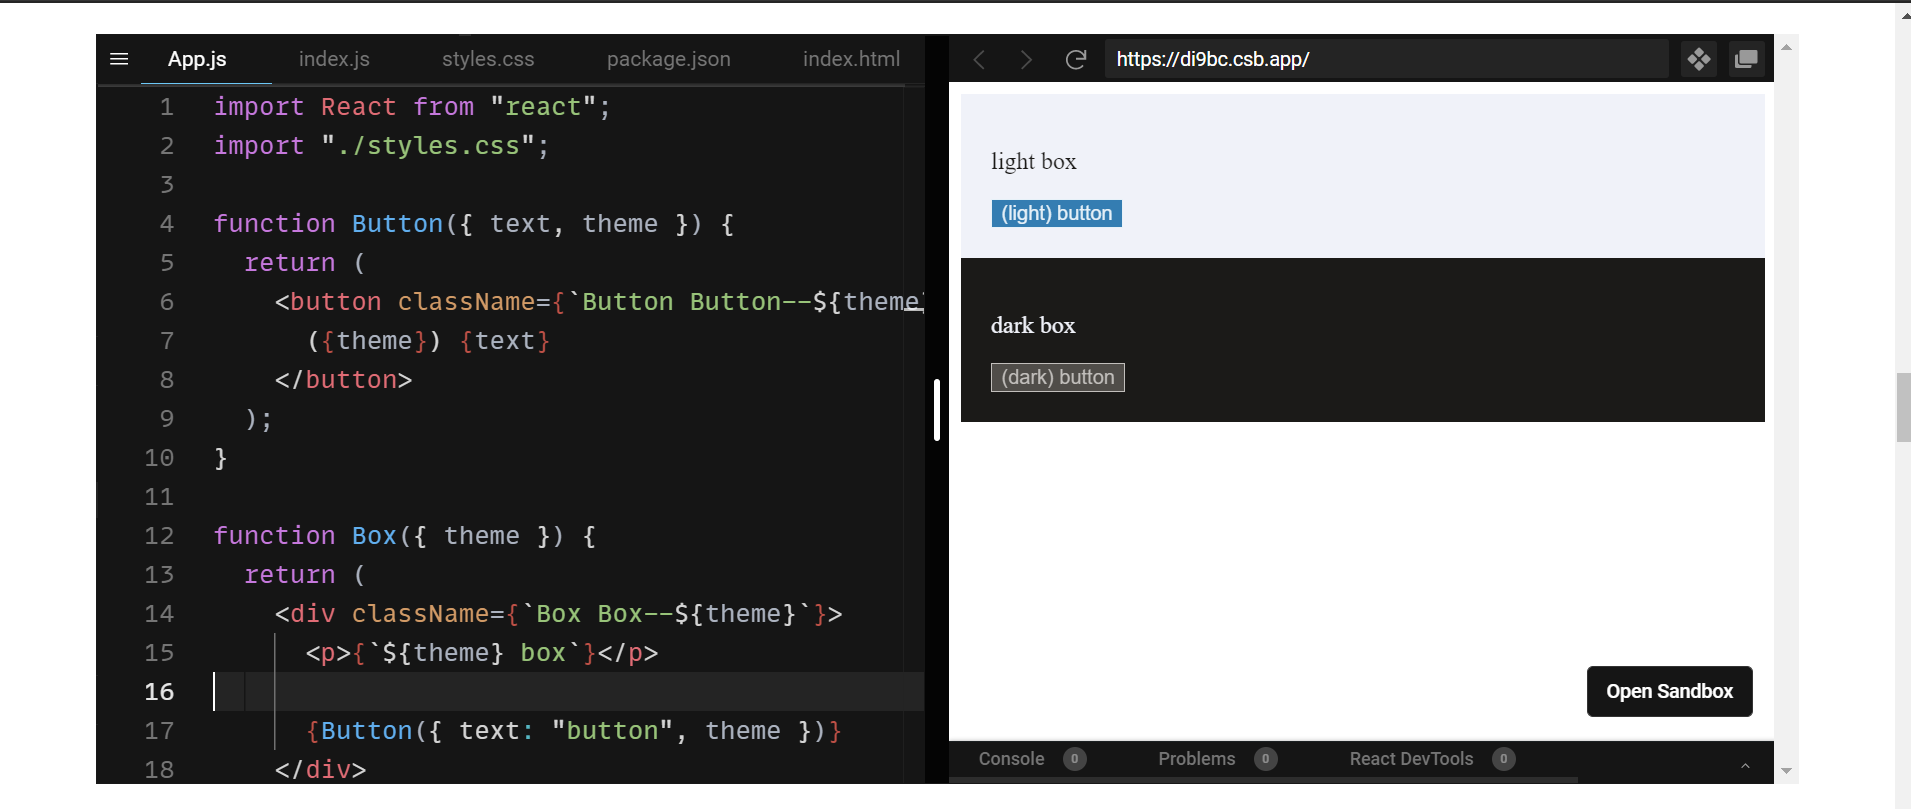 App.js index.js styles.css package.json index.html
1 import React from "react";
2 import "./styles.css";
3
4 function Button({ text, theme }) {
5 return (
6 <button className={`Button Button--${theme`
7 ({theme}) {text}
8 </button>
9 );
10 }
11
12 function Box({ theme }) {
13 return (
14 <div className={`Box Box--${theme}`}>
15 <p>{`${theme} box`}</p>
16
17 {Button({ text: "button", theme })}
18 </div>
https://di9bc.csb.app/
light box
(light) button
dark box
(dark) button
Open Sandbox
Console 0 Problems 0 React DevTools 0